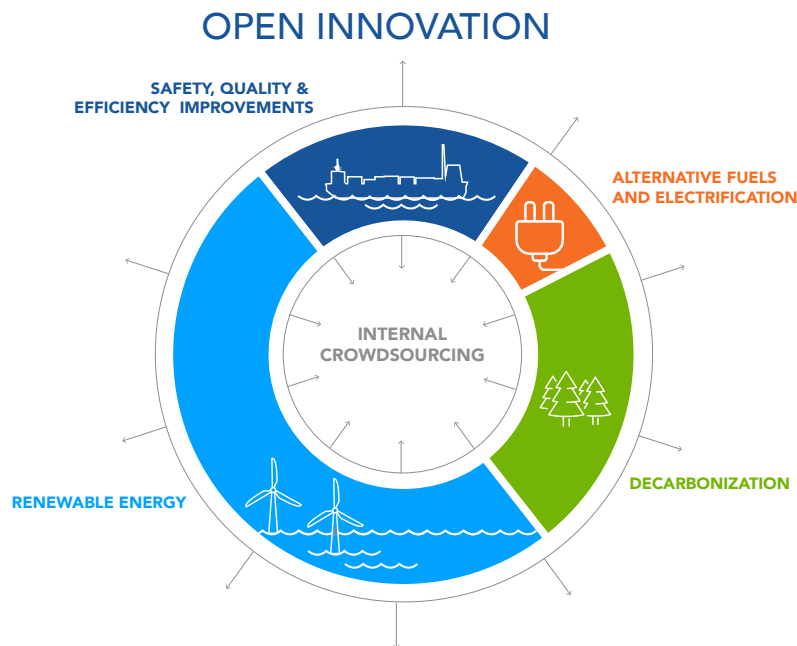 OPEN INNOVATION
SAFETY, QUALITY &
EFFICIENCY IMPROVEMENTS
ALTERNATIVE FUELS
AND ELECTRIFICATION
INTERNAL
CROWDSOURCING
DECARBONIZATION
RENEWABLE ENERGY